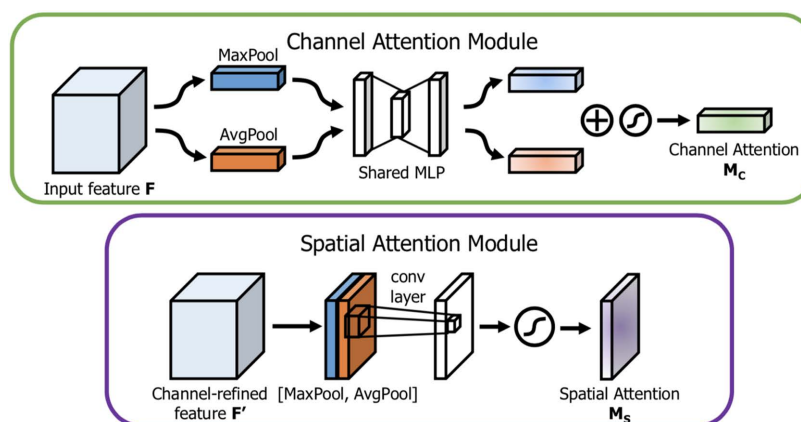 Channel Attention Module
MaxPool
AvgPool
Input feature F
Shared MLP
Channel Attention
Mc
Spatial Attention Module
conv
layer
Channel-refined
feature F'
[MaxPool, AvgPool]
Spatial Attention
Ms